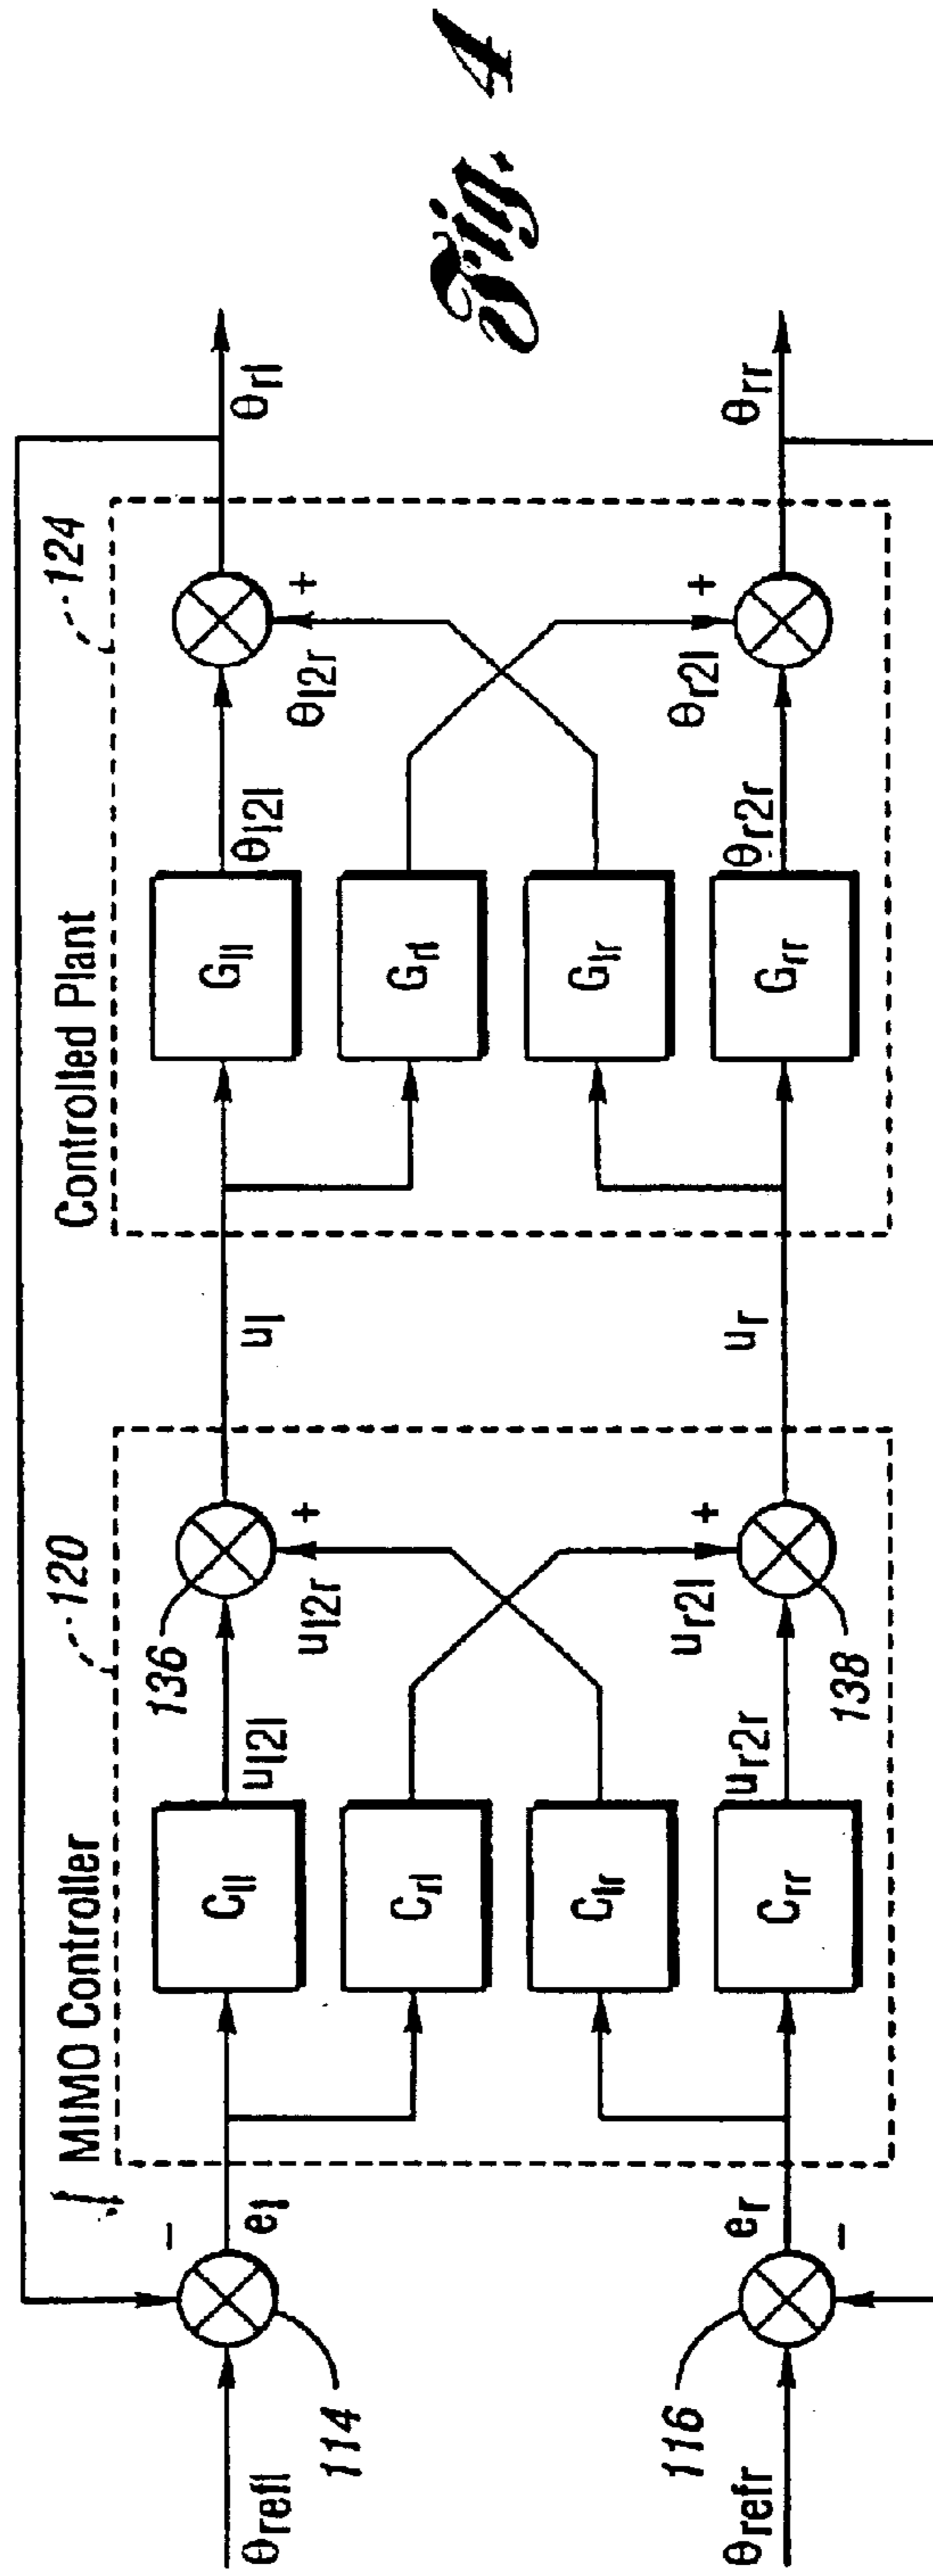 MIMO Controller
120
Controlled Plant
124
θrefl
114
-
el
Cll
ul2l
136
ul2r
+
ul
Gll
θl2l
θl2r
+
θrl
Crl
Grl
Clr
Glr
θrefr
116
-
er
Crr
ur2r
138
ur2l
+
ur
Grr
θr2r
θr2l
+
θrr
Fig. 4